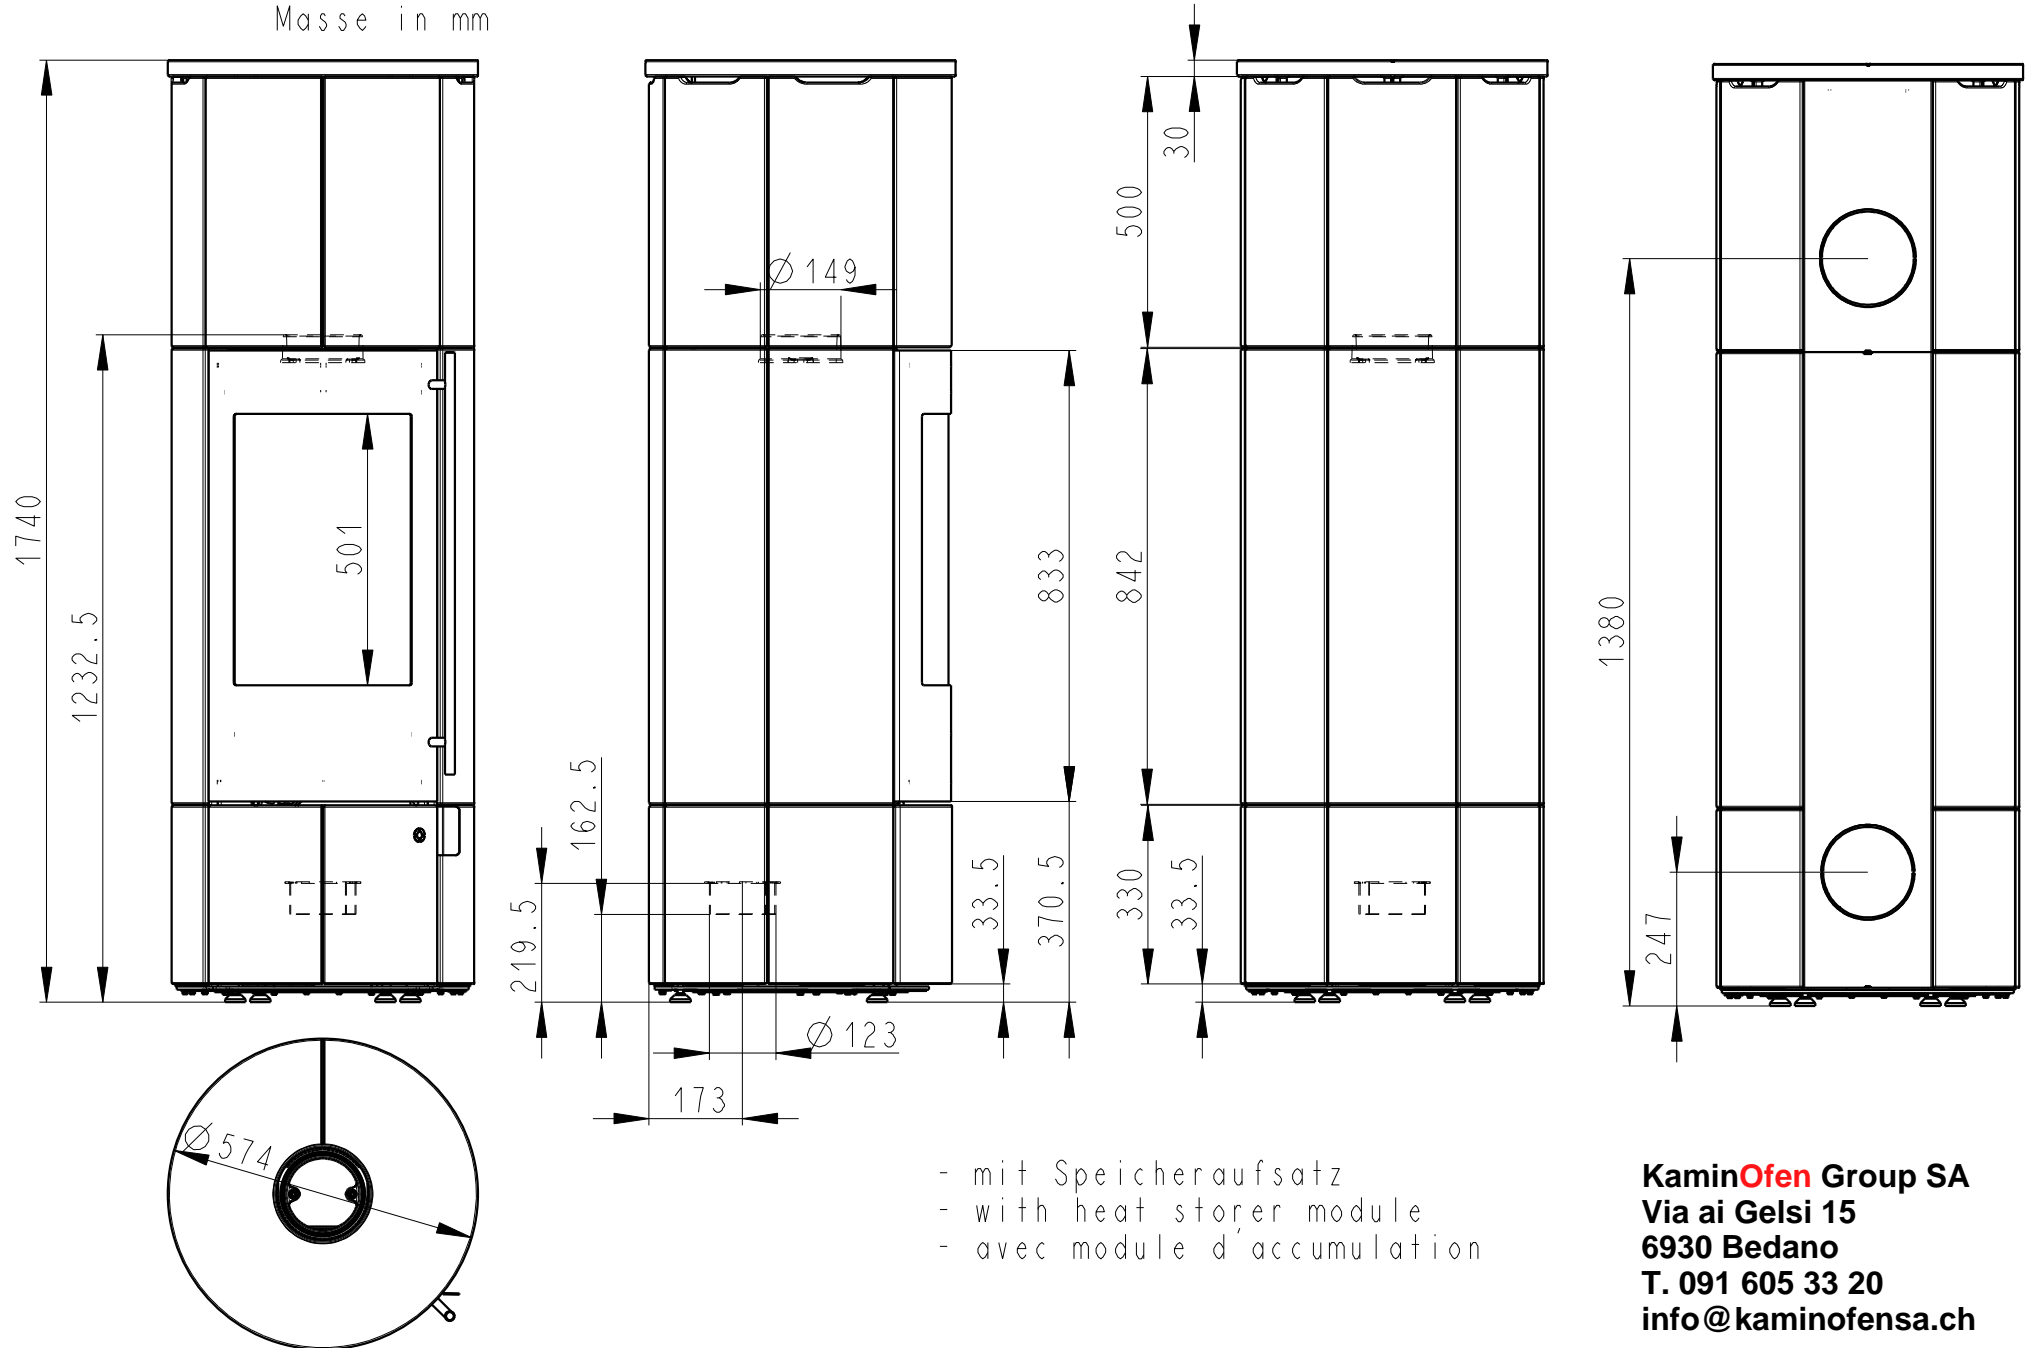 Masse in mm
30
500
Ø 149
1740
501
833
842
1380
1232.5
162.5
219.5
33.5
370.5
330
33.5
247
Ø 123
173
Ø 574
- mit Speicheraufsatz
- with heat storer module
- avec module d'accumulation
KaminOfen Group SA
Via ai Gelsi 15
6930 Bedano
T. 091 605 33 20
info@kaminofensa.ch